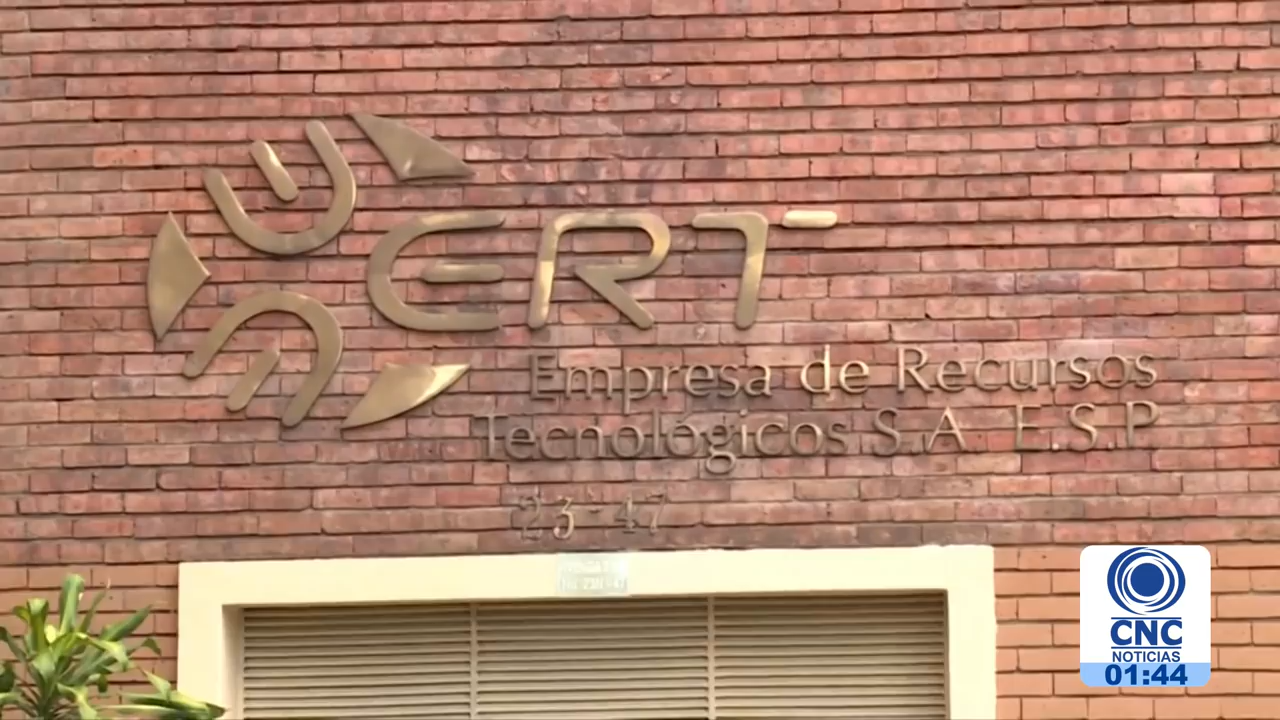 ERT
Empresa de Recursos
Tecnológicos S.A. E.S.P
23-47
CNC
NOTICIAS
01:44